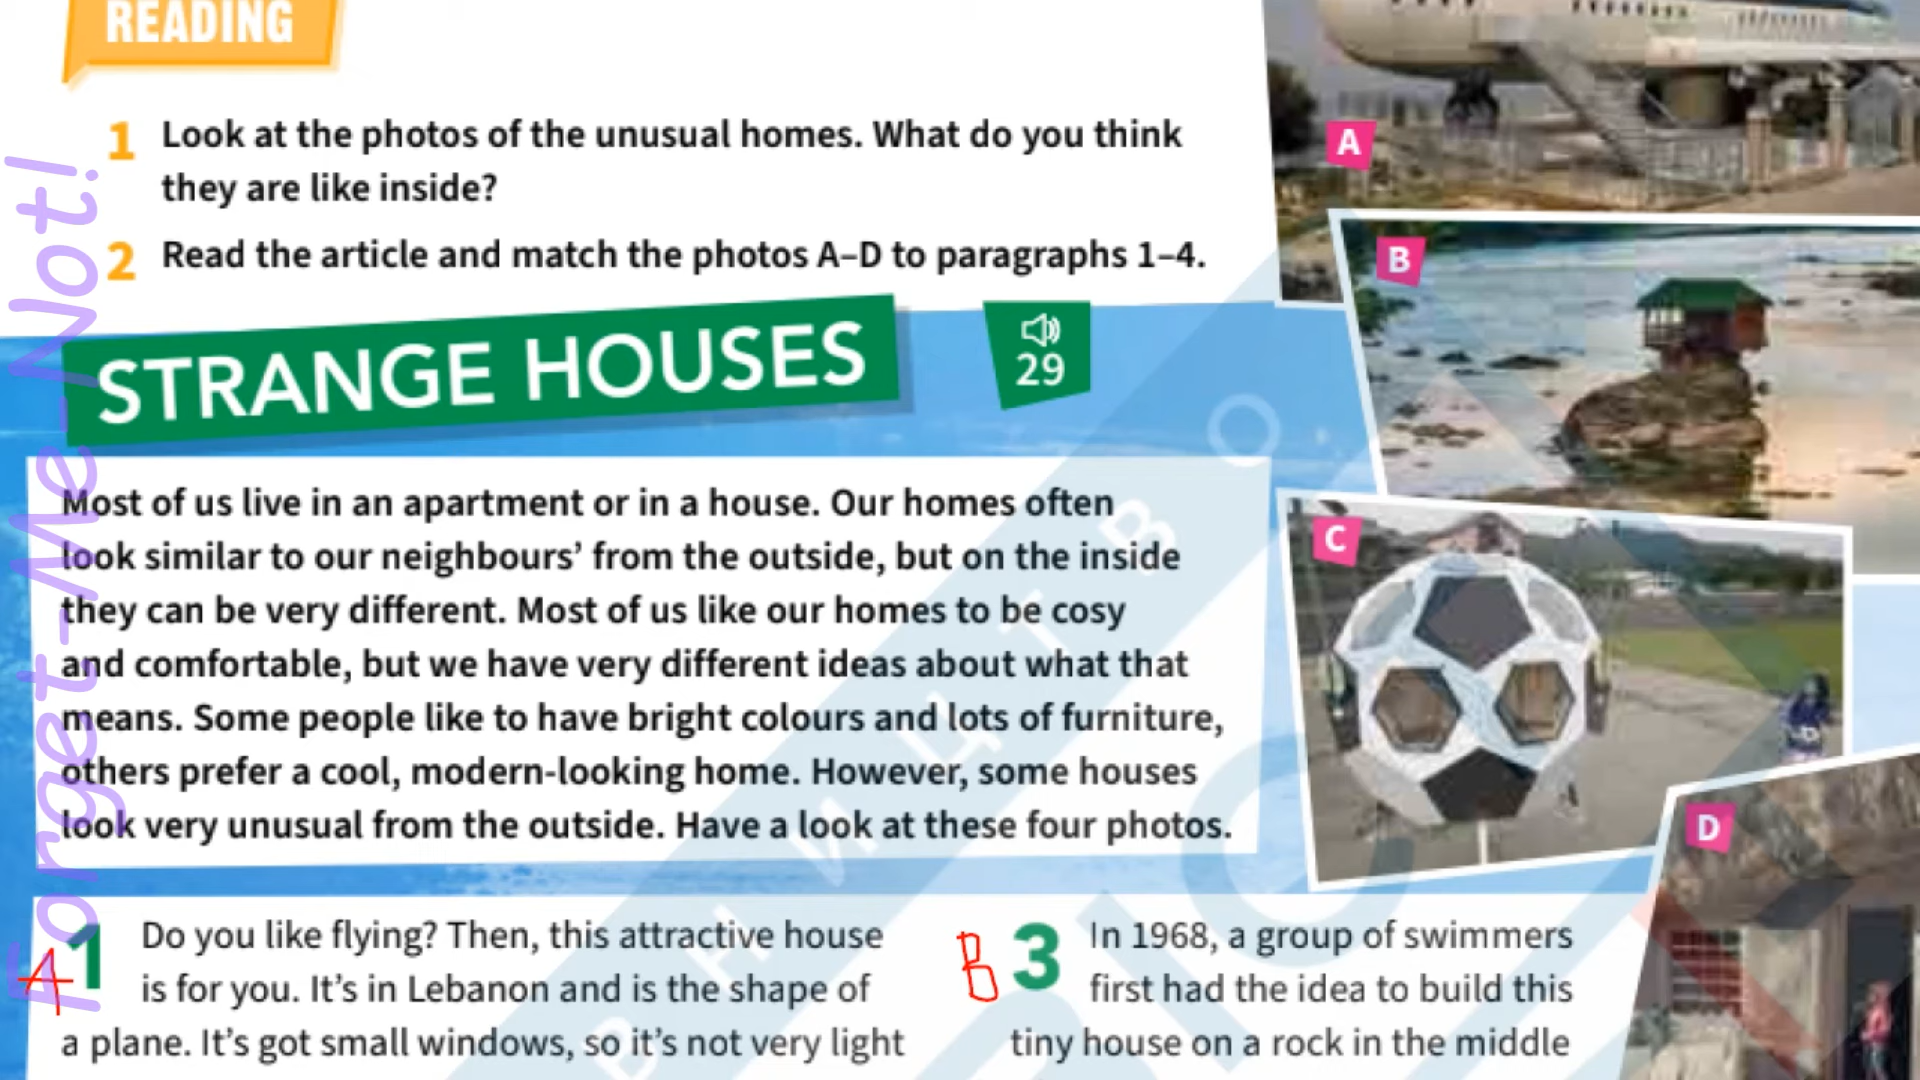 READING
1 Look at the photos of the unusual homes. What do you think
they are like inside?
2 Read the article and match the photos A–D to paragraphs 1–4.
STRANGE HOUSES
29
Most of us live in an apartment or in a house. Our homes often
look similar to our neighbours' from the outside, but on the inside
they can be very different. Most of us like our homes to be cosy
and comfortable, but we have very different ideas about what that
means. Some people like to have bright colours and lots of furniture,
others prefer a cool, modern-looking home. However, some houses
look very unusual from the outside. Have a look at these four photos.
A 1 Do you like flying? Then, this attractive house
is for you. It's in Lebanon and is the shape of
a plane. It's got small windows, so it's not very light
B 3 In 1968, a group of swimmers
first had the idea to build this
tiny house on a rock in the middle
A
B
C
D
Forget-Me-Not!